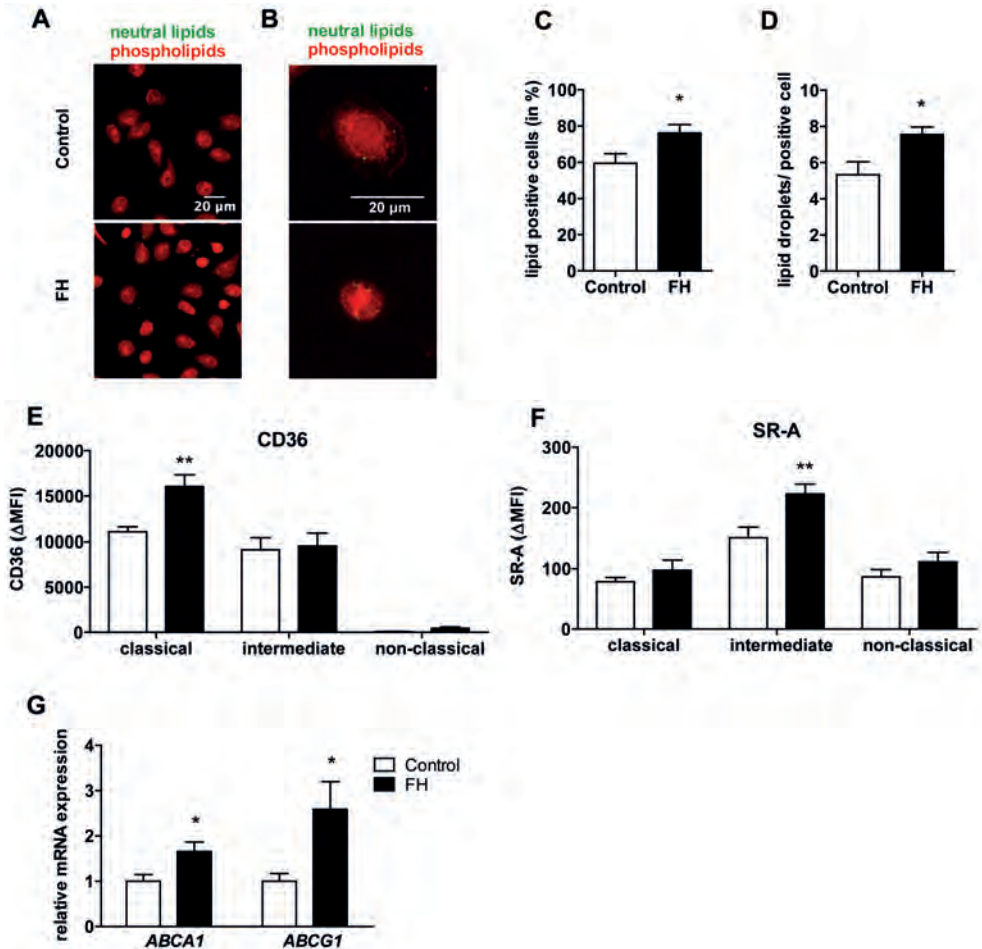 A
neutral lipids
phospholipids
Control
20 μm
FH
B
neutral lipids
phospholipids
20 μm
C
lipid positive cells (in %)
100
80
60
40
20
0
*
Control FH
D
lipid droplets/ positive cell
10
8
6
4
2
0
*
Control FH
E
CD36
CD36 (ΔMFI)
20000
15000
10000
5000
0
**
classical intermediate non-classical
F
SR-A
SR-A (ΔMFI)
300
200
100
0
**
classical intermediate non-classical
G
relative mRNA expression
4
3
2
1
0
*
*
ABCA1 ABCG1
Control
FH